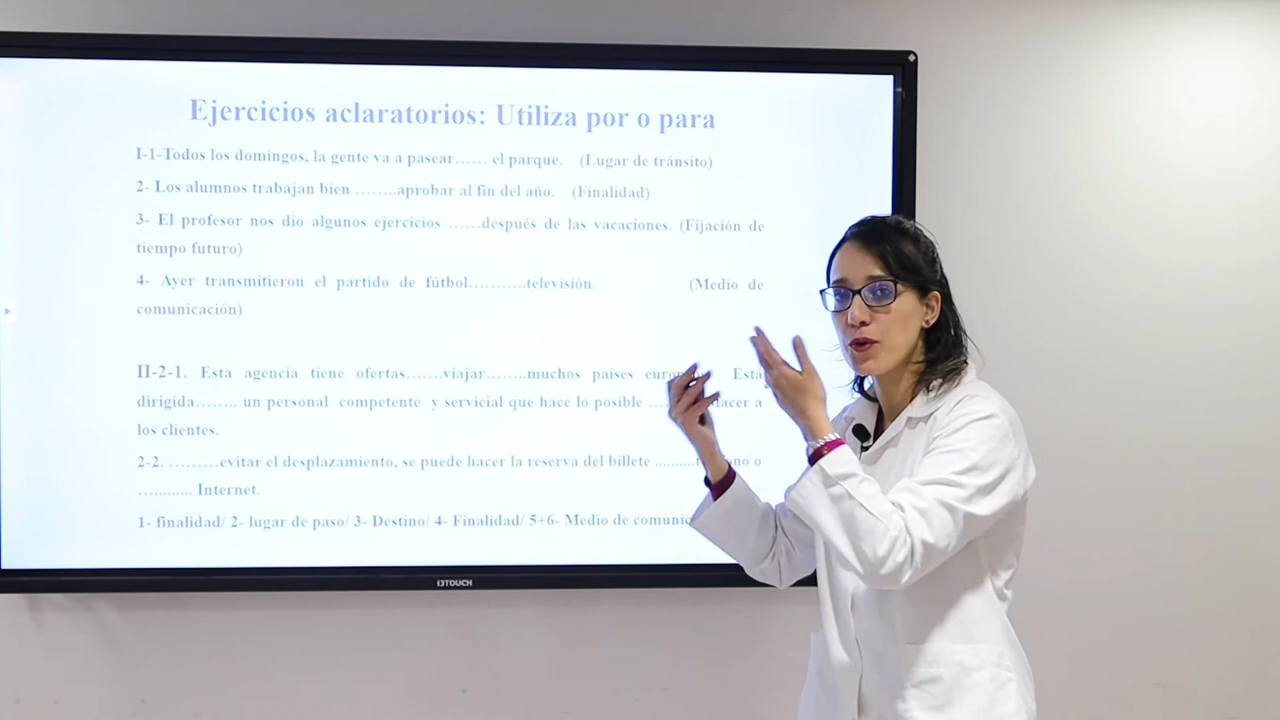 Ejercicios aclaratorios: Utiliza por o para
I-1-Todos los domingos, la gente va a pasear...... el parque. (Lugar de tránsito)
2- Los alumnos trabajan bien ........aprobar al fin del año. (Finalidad)
3- El profesor nos dio algunos ejercicios ......después de las vacaciones. (Fijación de
tiempo futuro)
4- Ayer transmitieron el partido de fútbol..........televisión. (Medio de
comunicación)
II-2-1. Esta agencia tiene ofertas.......viajar........muchos países Está
dirigida........ un personal competente y servicial que hace lo posible .... a
los clientes.
2-2. .........evitar el desplazamiento, se puede hacer la reserva del billete .......... o
............ Internet.
1- finalidad/ 2- lugar de paso/ 3- Destino/ 4- Finalidad/ 5+6- Medio de
i3TOUCH